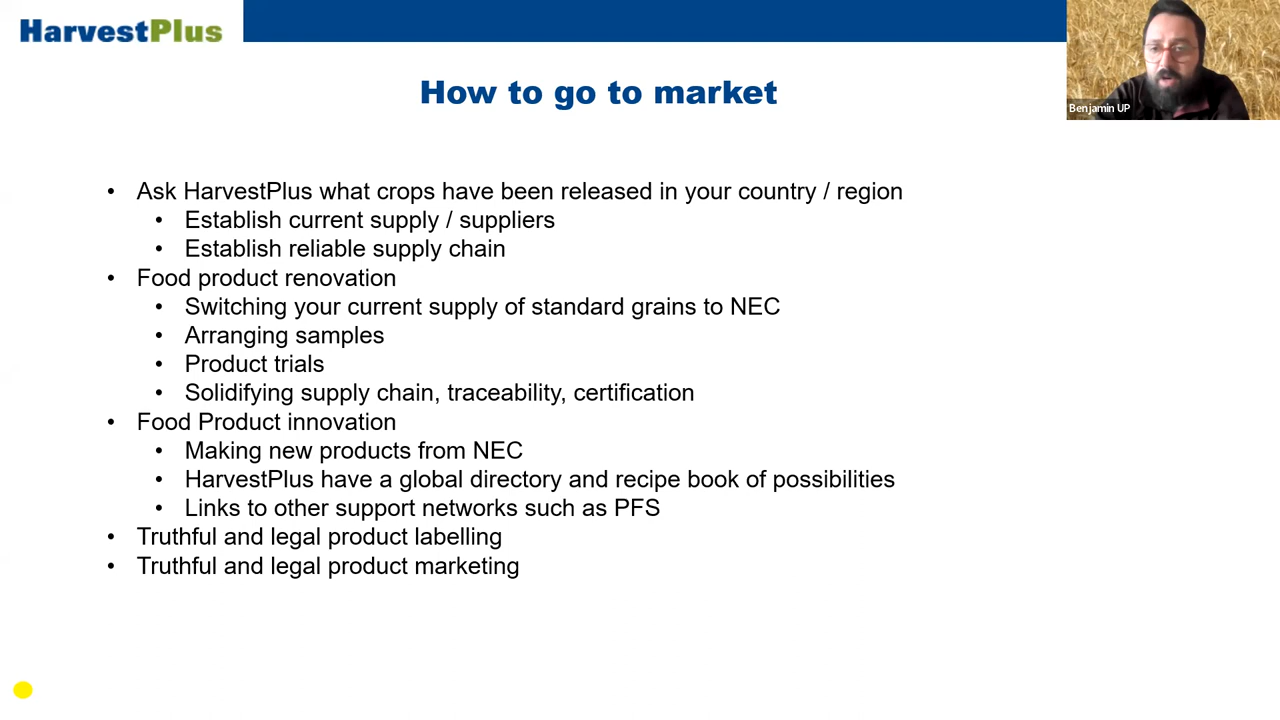 HarvestPlus
Benjamin UP
How to go to market
• Ask HarvestPlus what crops have been released in your country / region
• Establish current supply / suppliers
• Establish reliable supply chain
• Food product renovation
• Switching your current supply of standard grains to NEC
• Arranging samples
• Product trials
• Solidifying supply chain, traceability, certification
• Food Product innovation
• Making new products from NEC
• HarvestPlus have a global directory and recipe book of possibilities
• Links to other support networks such as PFS
• Truthful and legal product labelling
• Truthful and legal product marketing